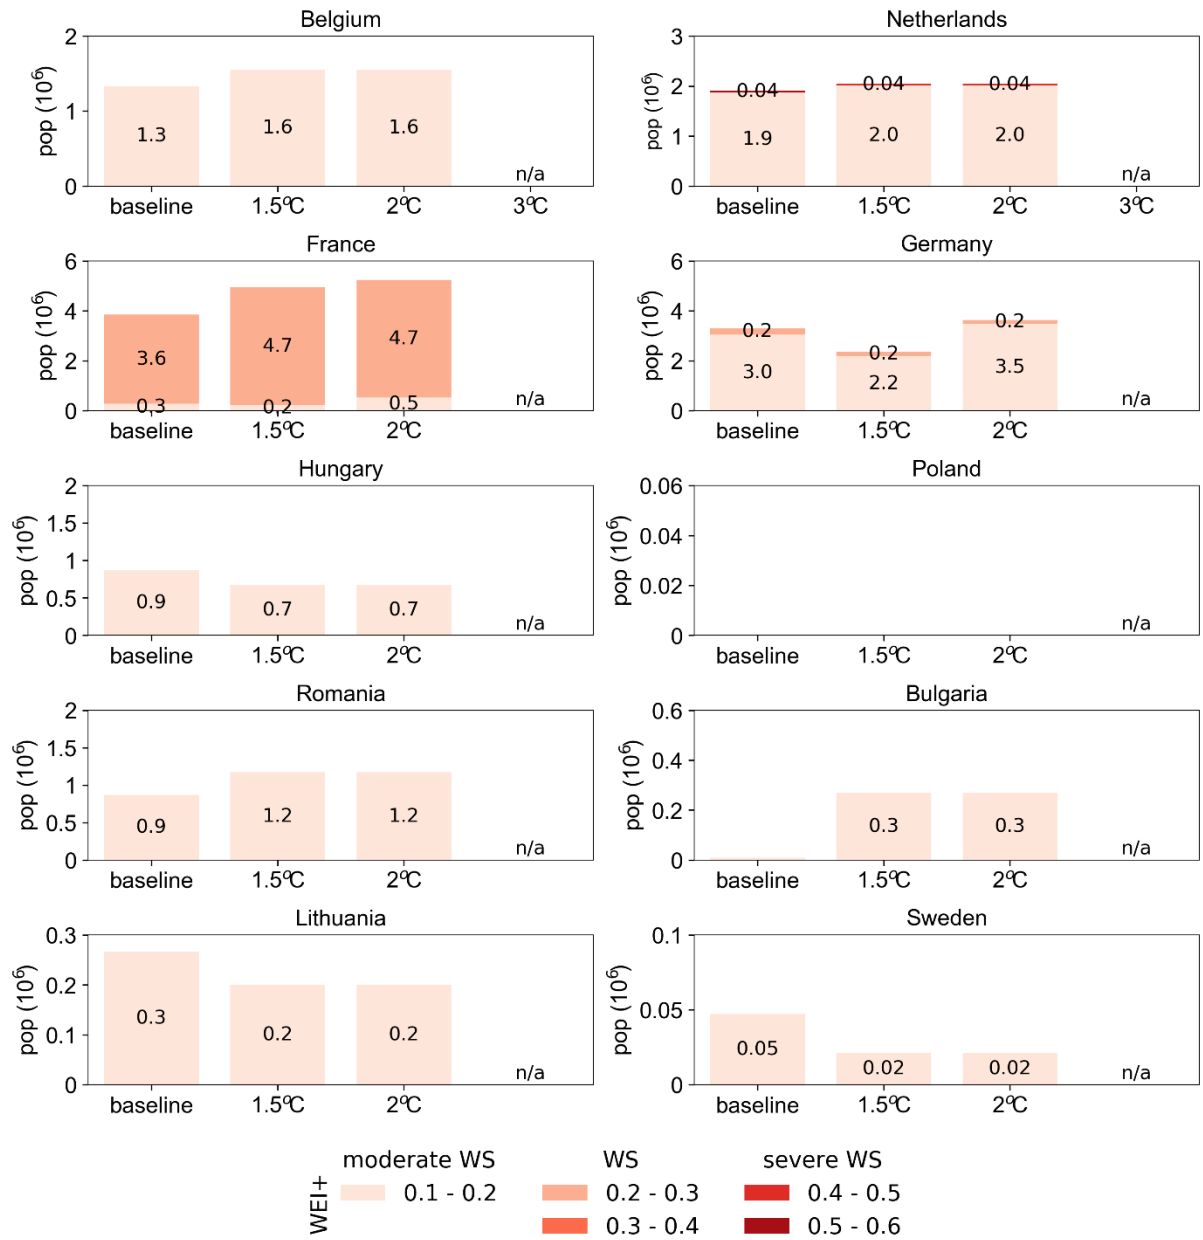 Belgium
2
1
0
pop (10⁶)
1.3
1.6
1.6
n/a
baseline
1.5°C
2°C
3°C
Netherlands
3
2
1
0
pop (10⁶)
0.04
0.04
0.04
1.9
2.0
2.0
n/a
baseline
1.5°C
2°C
3°C
France
6
4
2
0
pop (10⁶)
3.6
4.7
4.7
0.3
0.2
0.5
n/a
baseline
1.5°C
2°C
Germany
6
4
2
0
pop (10⁶)
0.2
0.2
0.2
3.0
2.2
3.5
n/a
baseline
1.5°C
2°C
Hungary
2
1.5
1
0.5
0
pop (10⁶)
0.9
0.7
0.7
n/a
baseline
1.5°C
2°C
Poland
0.06
0.04
0.02
0
pop (10⁶)
n/a
baseline
1.5°C
2°C
Romania
2
1.5
1
0.5
0
pop (10⁶)
0.9
1.2
1.2
n/a
baseline
1.5°C
2°C
Bulgaria
0.6
0.4
0.2
0
pop (10⁶)
0.3
0.3
n/a
baseline
1.5°C
2°C
Lithuania
0.3
0.2
0.1
0
pop (10⁶)
0.3
0.2
0.2
n/a
baseline
1.5°C
2°C
Sweden
0.1
0.05
0
pop (10⁶)
0.05
0.02
0.02
n/a
baseline
1.5°C
2°C
WEI+
moderate WS
0.1 - 0.2
WS
0.2 - 0.3
0.3 - 0.4
severe WS
0.4 - 0.5
0.5 - 0.6